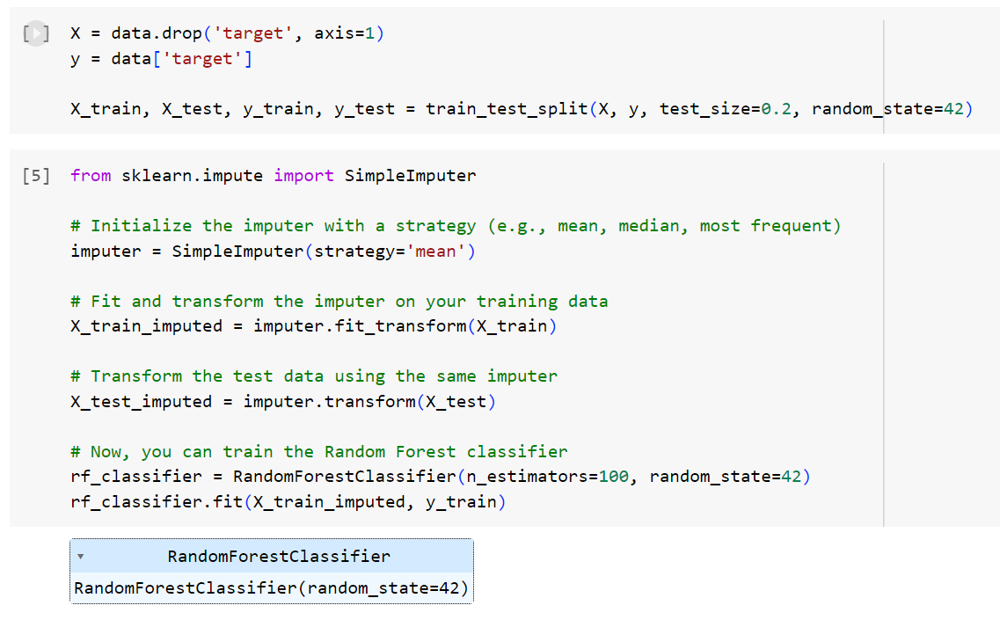 [ ] X = data.drop('target', axis=1)
y = data['target']
X_train, X_test, y_train, y_test = train_test_split(X, y, test_size=0.2, random_state=42)
[5] from sklearn.impute import SimpleImputer
# Initialize the imputer with a strategy (e.g., mean, median, most frequent)
imputer = SimpleImputer(strategy='mean')
# Fit and transform the imputer on your training data
X_train_imputed = imputer.fit_transform(X_train)
# Transform the test data using the same imputer
X_test_imputed = imputer.transform(X_test)
# Now, you can train the Random Forest classifier
rf_classifier = RandomForestClassifier(n_estimators=100, random_state=42)
rf_classifier.fit(X_train_imputed, y_train)
RandomForestClassifier
RandomForestClassifier(random_state=42)